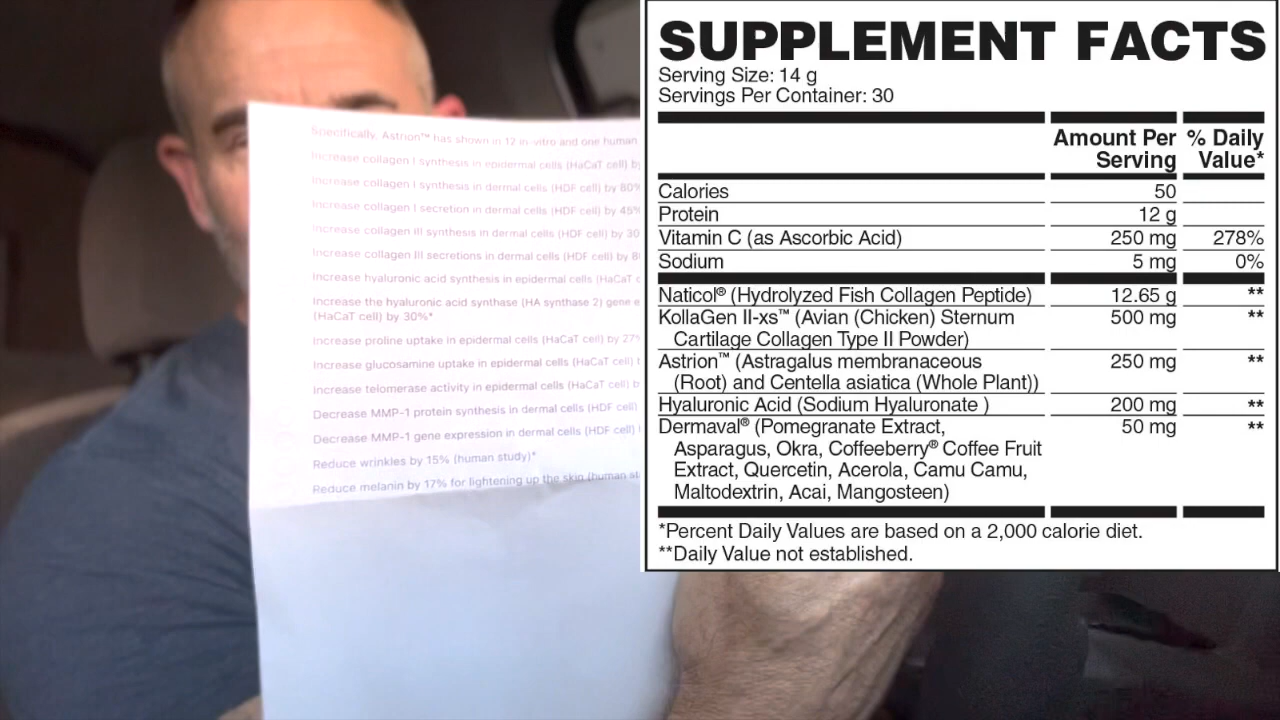 Specifically, Astrion™ has shown in 12 in-vitro and one human
Increase collagen I synthesis in epidermal cells (HaCaT cell) by
Increase collagen I synthesis in dermal cells (HDF cell) by 80%
Increase collagen I secretion in dermal cells (HDF cell) by 45%
Increase collagen III synthesis in dermal cells (HDF cell) by 30
Increase collagen III secretions in dermal cells (HDF cell) by 8
Increase hyaluronic acid synthesis in epidermal cells (HaCaT
Increase the hyaluronic acid synthase (HA synthase 2) gene
(HaCaT cell) by 30%*
Increase proline uptake in epidermal cells (HaCaT cell) by 27%
Increase glucosamine uptake in epidermal cells (HaCaT cell)
Increase telomerase activity in epidermal cells (HaCaT cell)
Decrease MMP-1 protein synthesis in dermal cells (HDF cell)
Decrease MMP-1 gene expression in dermal cells (HDF cell)
Reduce wrinkles by 15% (human study)*
Reduce melanin by 17% for lightening up the skin (human
SUPPLEMENT FACTS
Serving Size: 14 g
Servings Per Container: 30
Amount Per Serving % Daily Value*
Calories 50
Protein 12 g
Vitamin C (as Ascorbic Acid) 250 mg 278%
Sodium 5 mg 0%
Naticol® (Hydrolyzed Fish Collagen Peptide) 12.65 g **
KollaGen II-xs™ (Avian (Chicken) Sternum 500 mg **
Cartilage Collagen Type II Powder)
Astrion™ (Astragalus membranaceous 250 mg **
(Root) and Centella asiatica (Whole Plant))
Hyaluronic Acid (Sodium Hyaluronate ) 200 mg **
Dermaval® (Pomegranate Extract, 50 mg **
Asparagus, Okra, Coffeeberry® Coffee Fruit
Extract, Quercetin, Acerola, Camu Camu,
Maltodextrin, Acai, Mangosteen)
*Percent Daily Values are based on a 2,000 calorie diet.
**Daily Value not established.